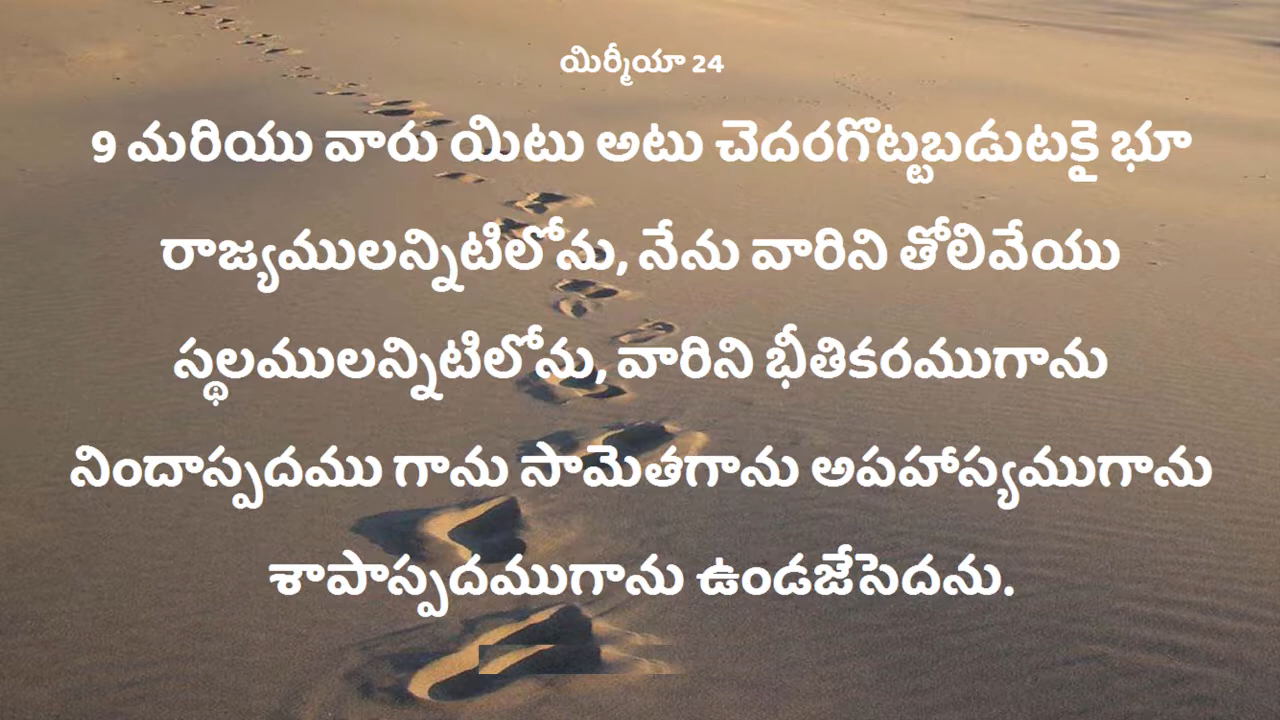 యిర్మీయా 24
9 మరియు వారు యిటు అటు చెదరగొట్టబడుటకై భూ
రాజ్యములన్నిటిలోను, నేను వారిని తోలివేయు
స్థలములన్నిటిలోను, వారిని భీతికరముగాను
నిందాస్పదము గాను సామెతగాను అపహాస్యముగాను
శాపాస్పదముగాను ఉండజేసెదను.